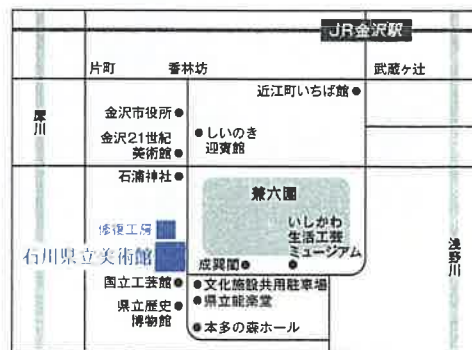 JR金沢駅
片町
香林坊
武蔵ヶ辻
近江町いちば館
犀川
金沢市役所
しいのき
迎賓館
金沢21世紀
美術館
石浦神社
兼六園
修復工房
いしかわ
生活工芸
ミュージアム
石川県立美術館
成巽閣
浅野川
国立工芸館
文化施設共用駐車場
県立能楽堂
県立歴史
博物館
本多の森ホール